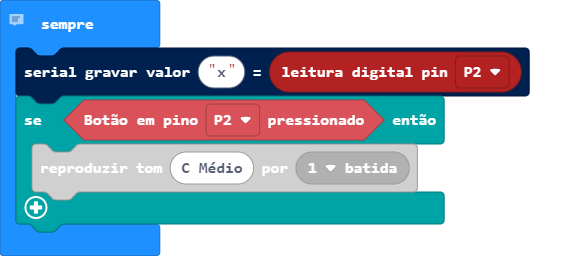 sempre
serial gravar valor "x" = leitura digital pin P2
se Botão em pino P2 pressionado então
reproduzir tom C Médio por 1 batida